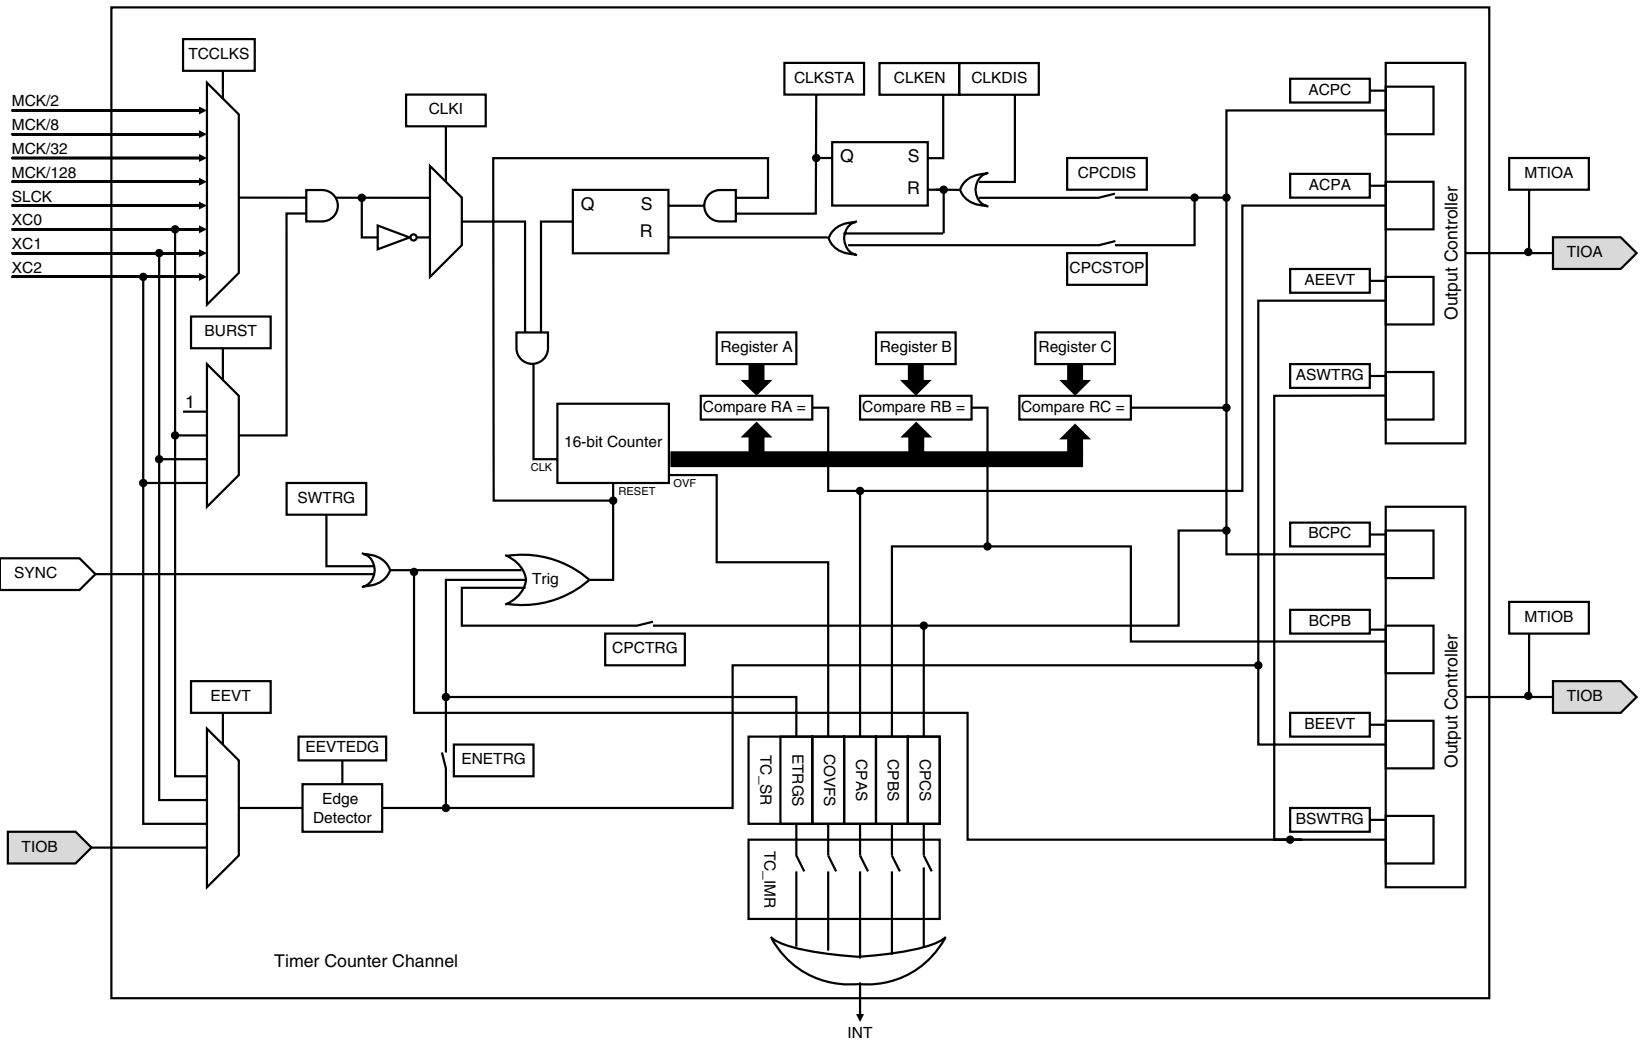 TCCLKS
MCK/2
MCK/8
MCK/32
MCK/128
SLCK
XC0
XC1
XC2
CLKI
CLKSTA
CLKEN
CLKDIS
Q
S
R
Q
S
R
CPCDIS
CPCSTOP
ACPC
ACPA
AEEVT
ASWTRG
Output Controller
MTIOA
TIOA
BURST
1
Register A
Register B
Register C
Compare RA =
Compare RB =
Compare RC =
16-bit Counter
CLK
RESET
OVF
SWTRG
SYNC
Trig
CPCTRG
BCPC
BCPB
BEEVT
BSWTRG
Output Controller
MTIOB
TIOB
EEVT
EEVTEDG
Edge
Detector
ENETRG
TIOB
TC_SR
ETRGS
COVFS
CPAS
CPBS
CPCS
TC_IMR
Timer Counter Channel
INT